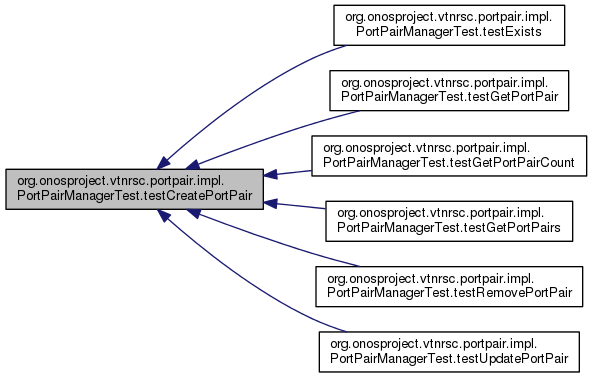 org.onosproject.vtnrsc.portpair.impl.
PortPairManagerTest.testExists
org.onosproject.vtnrsc.portpair.impl.
PortPairManagerTest.testGetPortPair
org.onosproject.vtnrsc.portpair.impl.
PortPairManagerTest.testGetPortPairCount
org.onosproject.vtnrsc.portpair.impl.
PortPairManagerTest.testCreatePortPair
org.onosproject.vtnrsc.portpair.impl.
PortPairManagerTest.testGetPortPairs
org.onosproject.vtnrsc.portpair.impl.
PortPairManagerTest.testRemovePortPair
org.onosproject.vtnrsc.portpair.impl.
PortPairManagerTest.testUpdatePortPair